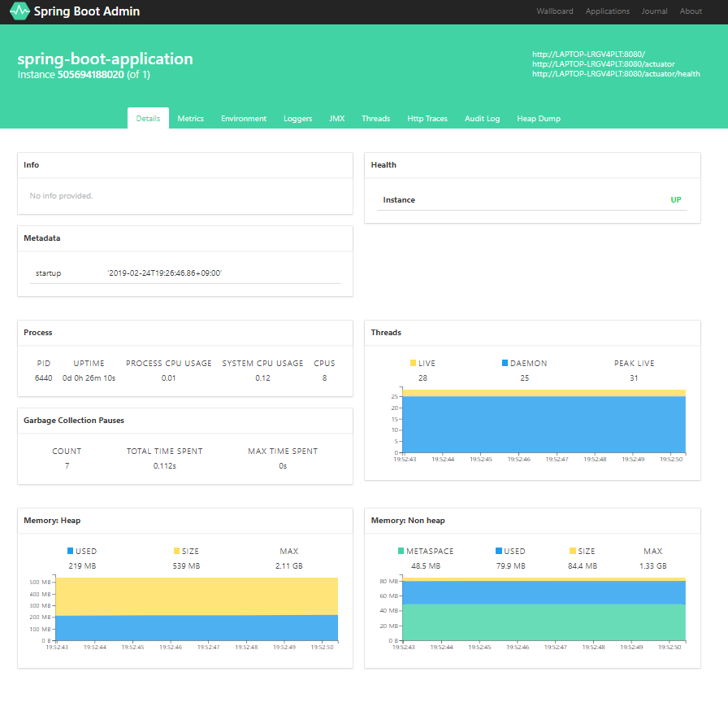 Spring Boot Admin
Wallboard Applications Journal About
spring-boot-application
Instance 505694188020 (of 1)
http://LAPTOP-LRGV4PLT:8080/
http://LAPTOP-LRGV4PLT:8080/actuator
http://LAPTOP-LRGV4PLT:8080/actuator/health
Details Metrics Environment Loggers JMX Threads Http Traces Audit Log Heap Dump
Info
No info provided.
Health
Instance UP
Metadata
startup '2019-02-24T19:26:46.86+09:00'
Process
PID UPTIME PROCESS CPU USAGE SYSTEM CPU USAGE CPUS
6440 0d 0h 26m 10s 0.01 0.12 8
Garbage Collection Pauses
COUNT TOTAL TIME SPENT MAX TIME SPENT
7 0.112s 0s
Threads
LIVE DAEMON PEAK LIVE
28 25 31
25
20
15
10
5
0
19:52:43 19:52:44 19:52:45 19:52:46 19:52:47 19:52:48 19:52:49 19:52:50
Memory: Heap
USED SIZE MAX
219 MB 539 MB 2.11 GB
500 MB
400 MB
300 MB
200 MB
100 MB
0 B
19:52:43 19:52:44 19:52:45 19:52:46 19:52:47 19:52:48 19:52:49 19:52:50
Memory: Non heap
METASPACE USED SIZE MAX
48.5 MB 79.9 MB 84.4 MB 1.33 GB
80 MB
60 MB
40 MB
20 MB
0 B
19:52:43 19:52:44 19:52:45 19:52:46 19:52:47 19:52:48 19:52:49 19:52:50